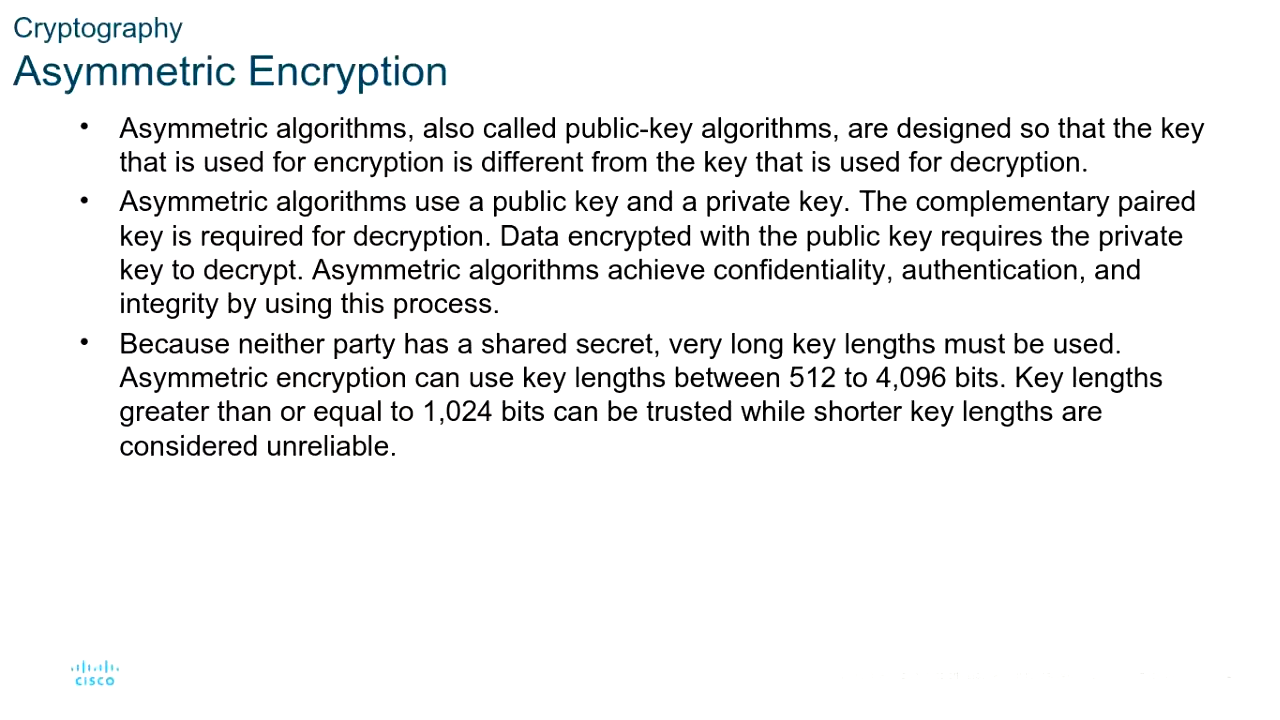 Cryptography
Asymmetric Encryption
• Asymmetric algorithms, also called public-key algorithms, are designed so that the key
that is used for encryption is different from the key that is used for decryption.
• Asymmetric algorithms use a public key and a private key. The complementary paired
key is required for decryption. Data encrypted with the public key requires the private
key to decrypt. Asymmetric algorithms achieve confidentiality, authentication, and
integrity by using this process.
• Because neither party has a shared secret, very long key lengths must be used.
Asymmetric encryption can use key lengths between 512 to 4,096 bits. Key lengths
greater than or equal to 1,024 bits can be trusted while shorter key lengths are
considered unreliable.
CISCO